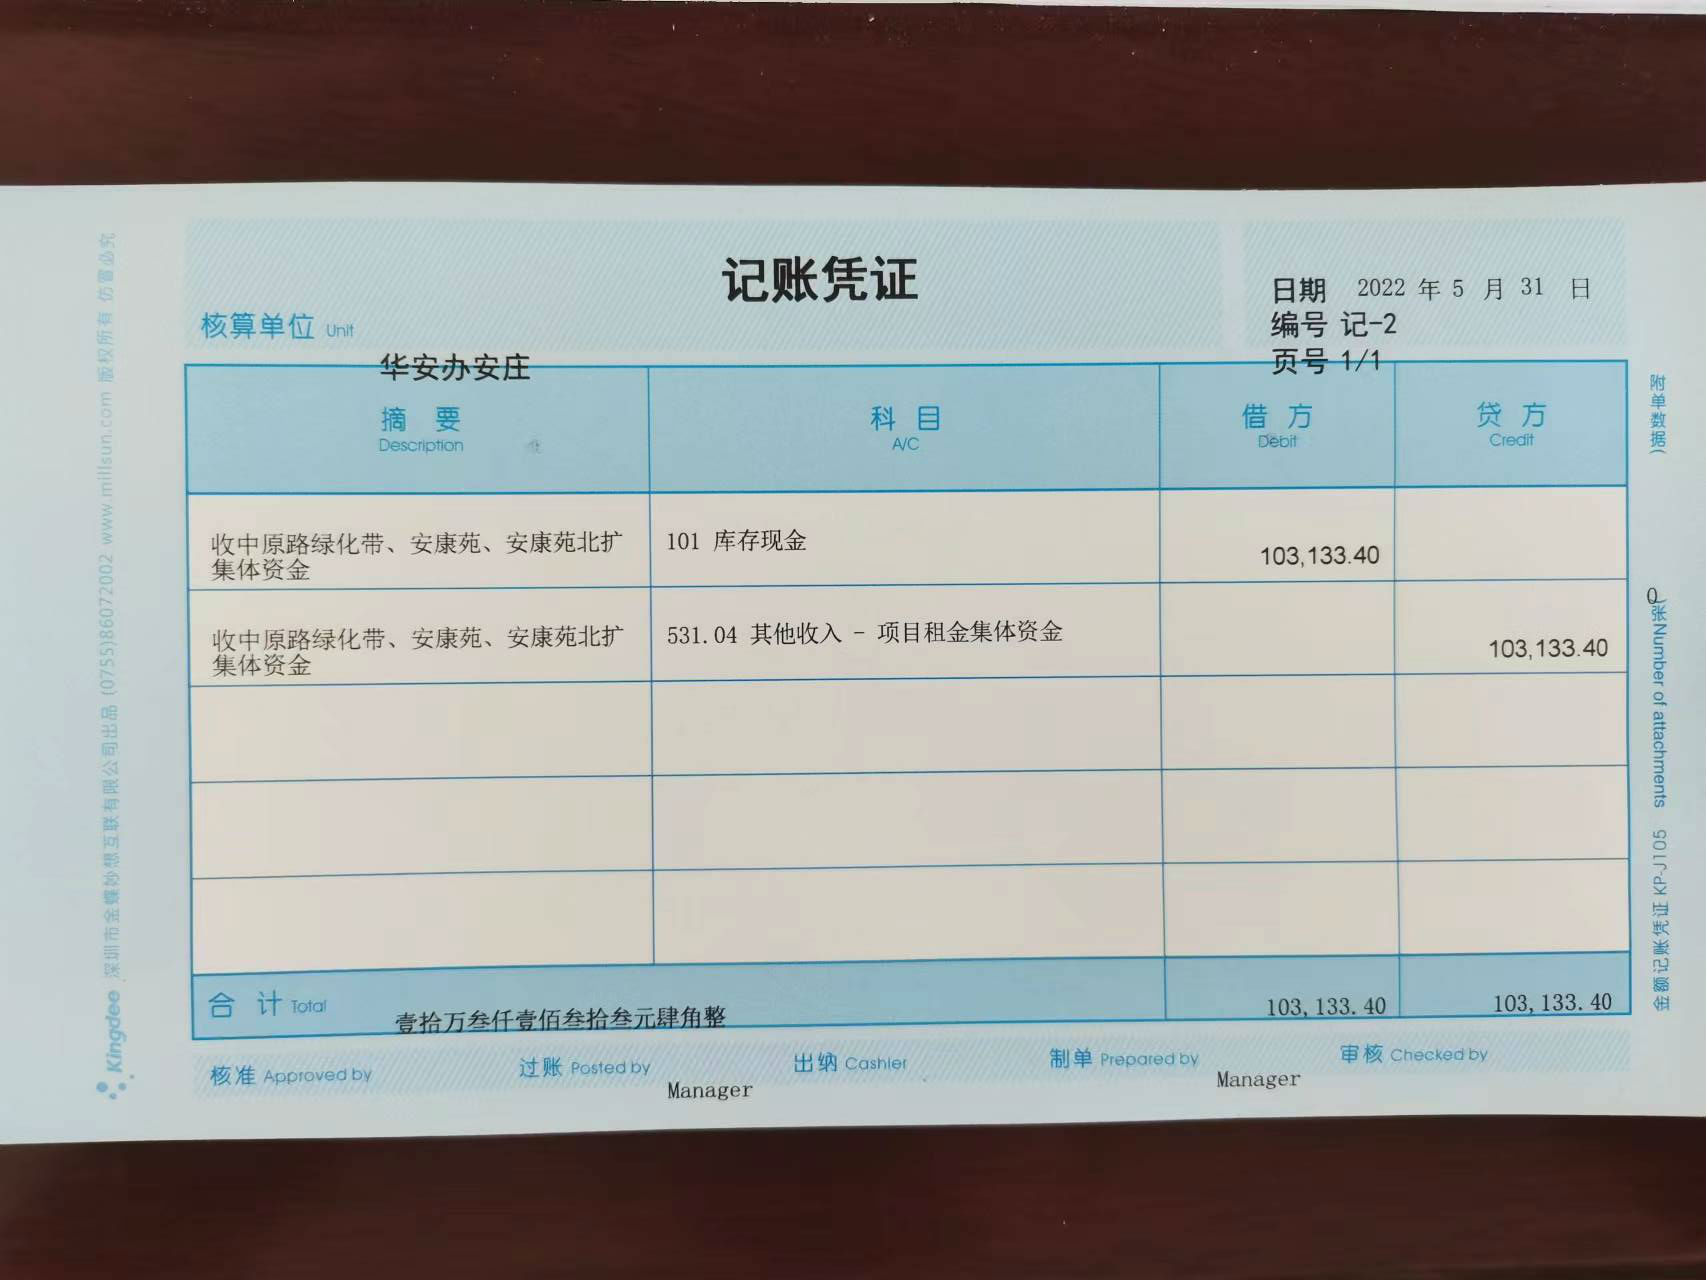 记账凭证
日期 2022 年 5 月 31 日
核算单位 Unit
编号 记-2
华安办安庄
页号 1/1
摘 要 科 目 借 方 贷 方
Description A/C Debit Credit
收中原路绿化带、安康苑、安康苑北扩 101 库存现金 103,133.40
集体资金
收中原路绿化带、安康苑、安康苑北扩 531.04 其他收入 - 项目租金集体资金 103,133.40
集体资金
合 计 Total 壹拾万叁仟壹佰叁拾叁元肆角整 103,133.40 103,133.40
核准 Approved by 过账 Posted by 出纳 Cashier 制单 Prepared by 审核 Checked by
Manager Manager
Kingdee 深圳市金蝶妙想互联有限公司出品 (0755)86072002 www.millsun.com 版权所有 仿冒必究
附单数据)
0
张Number of attachments
金额记账凭证 KP-J105